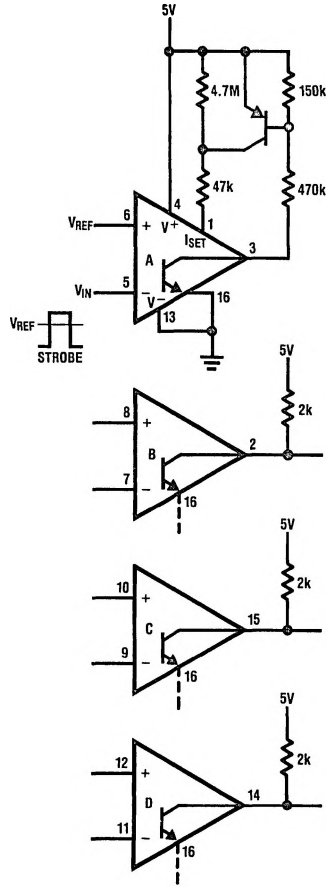 5V
4.7M
150k
47k
470k
4
1
6
VREF
+
V+
ISET
3
A
5
VIN
−
V−
16
13
VREF
STROBE
5V
2k
8
+
2
B
7
−
16
5V
2k
10
+
15
C
9
−
16
5V
2k
12
+
14
D
11
−
16